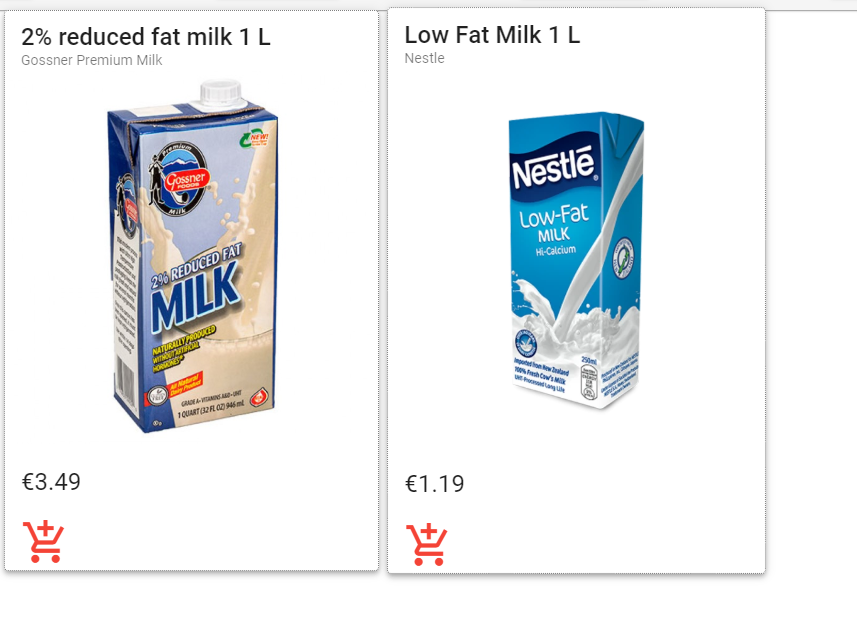 2% reduced fat milk 1 L
Gossner Premium Milk
Premium
Gossner
FOODS
Milk
NEW!
2% REDUCED FAT
MILK
NATURALLY PRODUCED
WITHOUT ARTIFICIAL
HORMONES
All Natural
Dairy Product
GRADE A • VITAMINS A&D • UHT
1 QUART (32 FL OZ) 946 mL
€3.49
Low Fat Milk 1 L
Nestle
Nestlé
Low-Fat
MILK
Hi-Calcium
250ml
Imported from New Zealand
100% Fresh Cow's Milk
UHT-Processed Long Life
€1.19